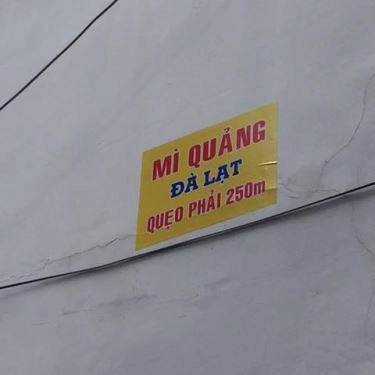 MÌ QUẢNG
ĐÀ LẠT
QUẸO PHẢI 250m